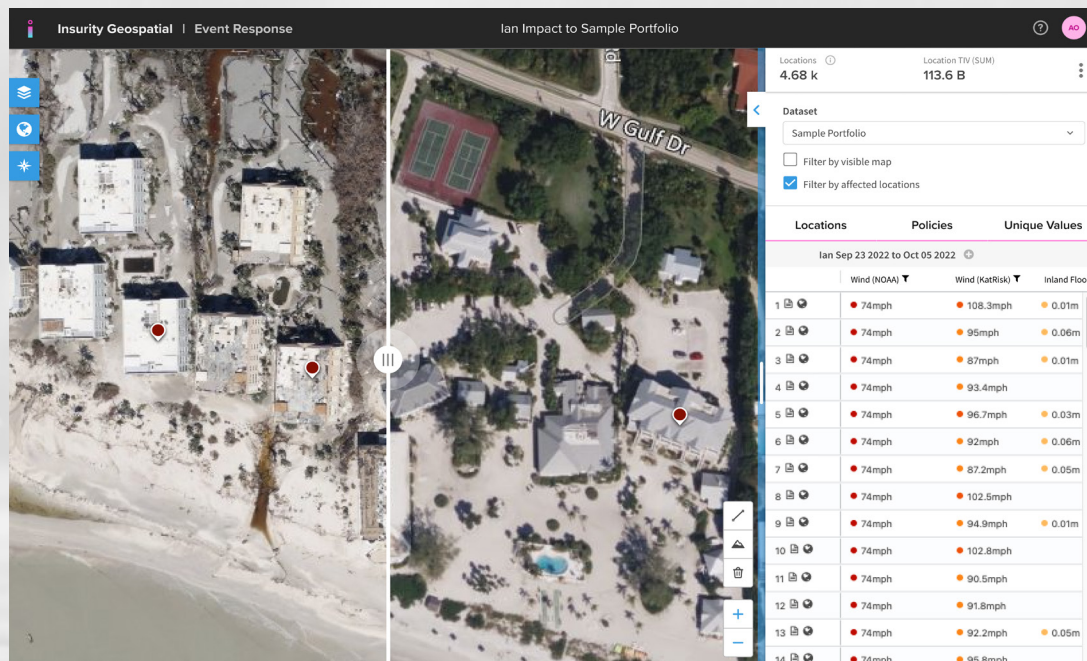 Insurity Geospatial | Event Response
Ian Impact to Sample Portfolio
?
AO
Locations
4.68 k
Location TIV (SUM)
113.6 B
Dataset
Sample Portfolio
Filter by visible map
Filter by affected locations
Locations Policies Unique Values
Ian Sep 23 2022 to Oct 05 2022
Wind (NOAA) Wind (KatRisk) Inland Floo
1 74mph 108.3mph 0.01m
2 74mph 95mph 0.06m
3 74mph 87mph 0.01m
4 74mph 93.4mph
5 74mph 96.7mph 0.03m
6 74mph 92mph 0.06m
7 74mph 87.2mph 0.05m
8 74mph 102.5mph
9 74mph 94.9mph 0.01m
10 74mph 102.8mph
11 74mph 90.5mph
12 74mph 91.8mph
13 74mph 92.2mph 0.05m
14 74mph 95.8mph
W Gulf Dr